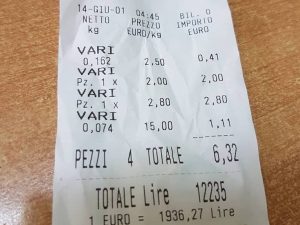 14-GIU-01 04:45 BIL. 0
NETTO PREZZO IMPORTO
kg EURO/kg EURO
VARI
0,162 2,50 0,41
VARI
Pz. 1 x 2,00 2,00
VARI
Pz. 1 x 2,80 2,80
VARI
0,074 15,00 1,11
PEZZI 4 TOTALE 6,32
TOTALE Lire 12235
1 EURO = 1936,27 Lire